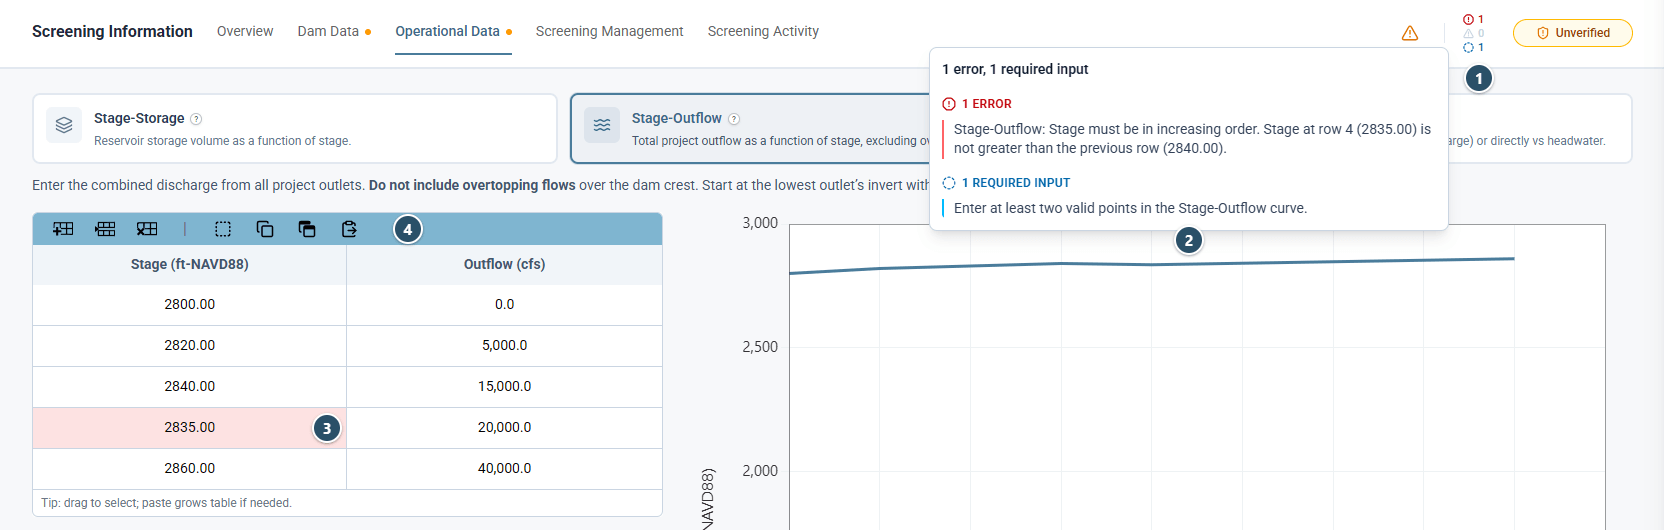 Screening Information Overview Dam Data Operational Data Screening Management Screening Activity
1
0
1
Unverified
1
1 error, 1 required input
1 ERROR
Stage-Outflow: Stage must be in increasing order. Stage at row 4 (2835.00) is
not greater than the previous row (2840.00).
1 REQUIRED INPUT
Enter at least two valid points in the Stage-Outflow curve.
2
Stage-Storage ?
Reservoir storage volume as a function of stage.
Stage-Outflow ?
Total project outflow as a function of stage, excluding ov
arge) or directly vs headwater.
Enter the combined discharge from all project outlets. Do not include overtopping flows over the dam crest. Start at the lowest outlet's invert with
4
Stage (ft-NAVD88) Outflow (cfs)
2800.00 0.0
2820.00 5,000.0
2840.00 15,000.0
2835.00 3 20,000.0
2860.00 40,000.0
Tip: drag to select; paste grows table if needed.
3,000
2,500
2,000
NAVD88)